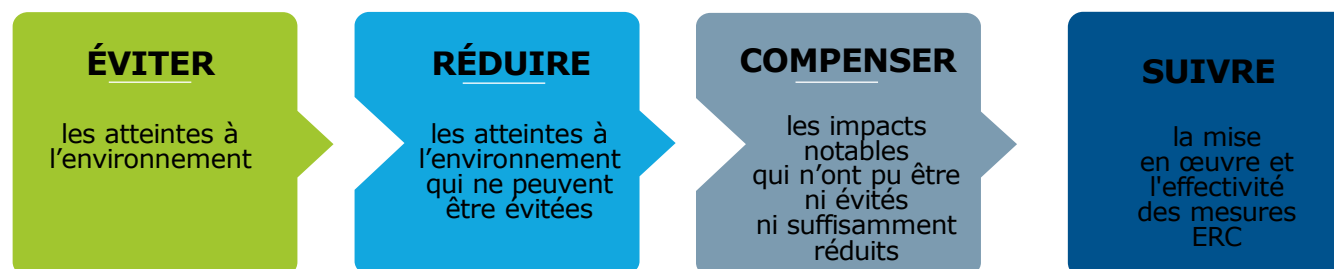 ÉVITER
les atteintes à
l’environnement
RÉDUIRE
les atteintes à
l’environnement
qui ne peuvent
être évitées
COMPENSER
les impacts
notables
qui n’ont pu être
ni évités
ni suffisamment
réduits
SUIVRE
la mise
en œuvre et
l'effectivité
des mesures
ERC